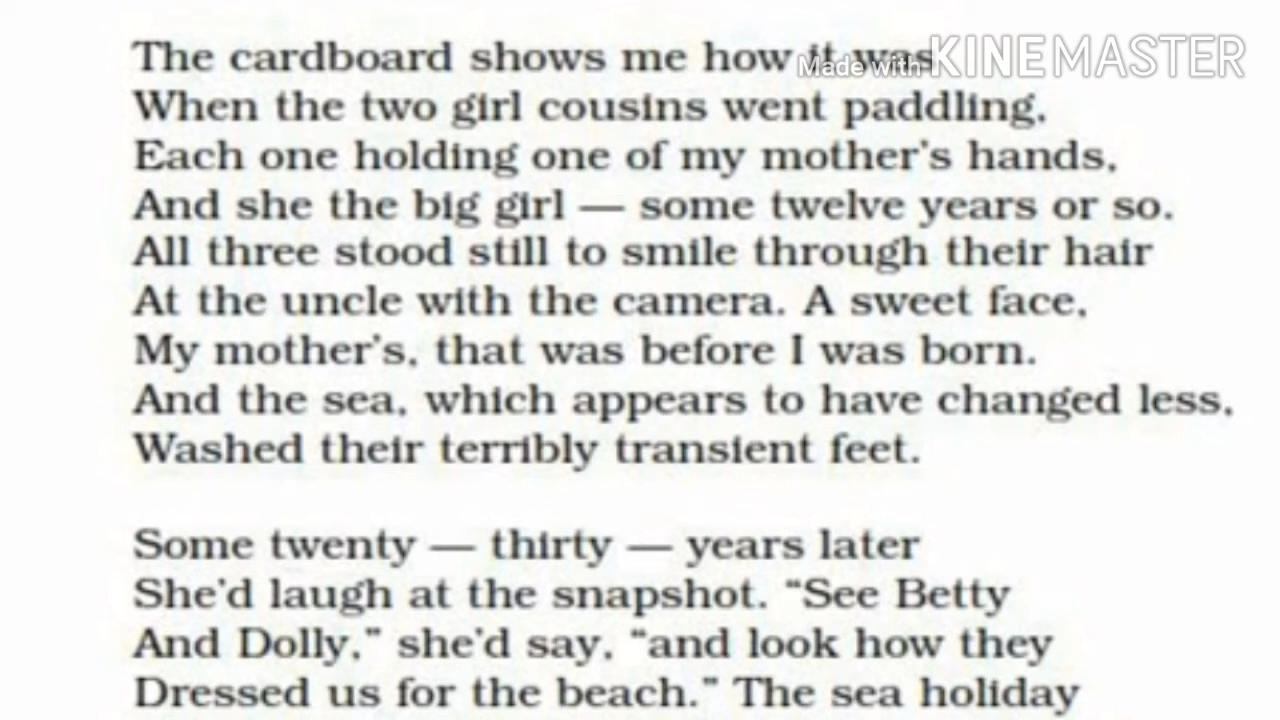 The cardboard shows me how it was
Made with KINEMASTER
When the two girl cousins went paddling,
Each one holding one of my mother's hands,
And she the big girl — some twelve years or so.
All three stood still to smile through their hair
At the uncle with the camera. A sweet face,
My mother's, that was before I was born.
And the sea, which appears to have changed less,
Washed their terribly transient feet.
Some twenty — thirty — years later
She'd laugh at the snapshot. “See Betty
And Dolly,” she'd say, “and look how they
Dressed us for the beach.” The sea holiday